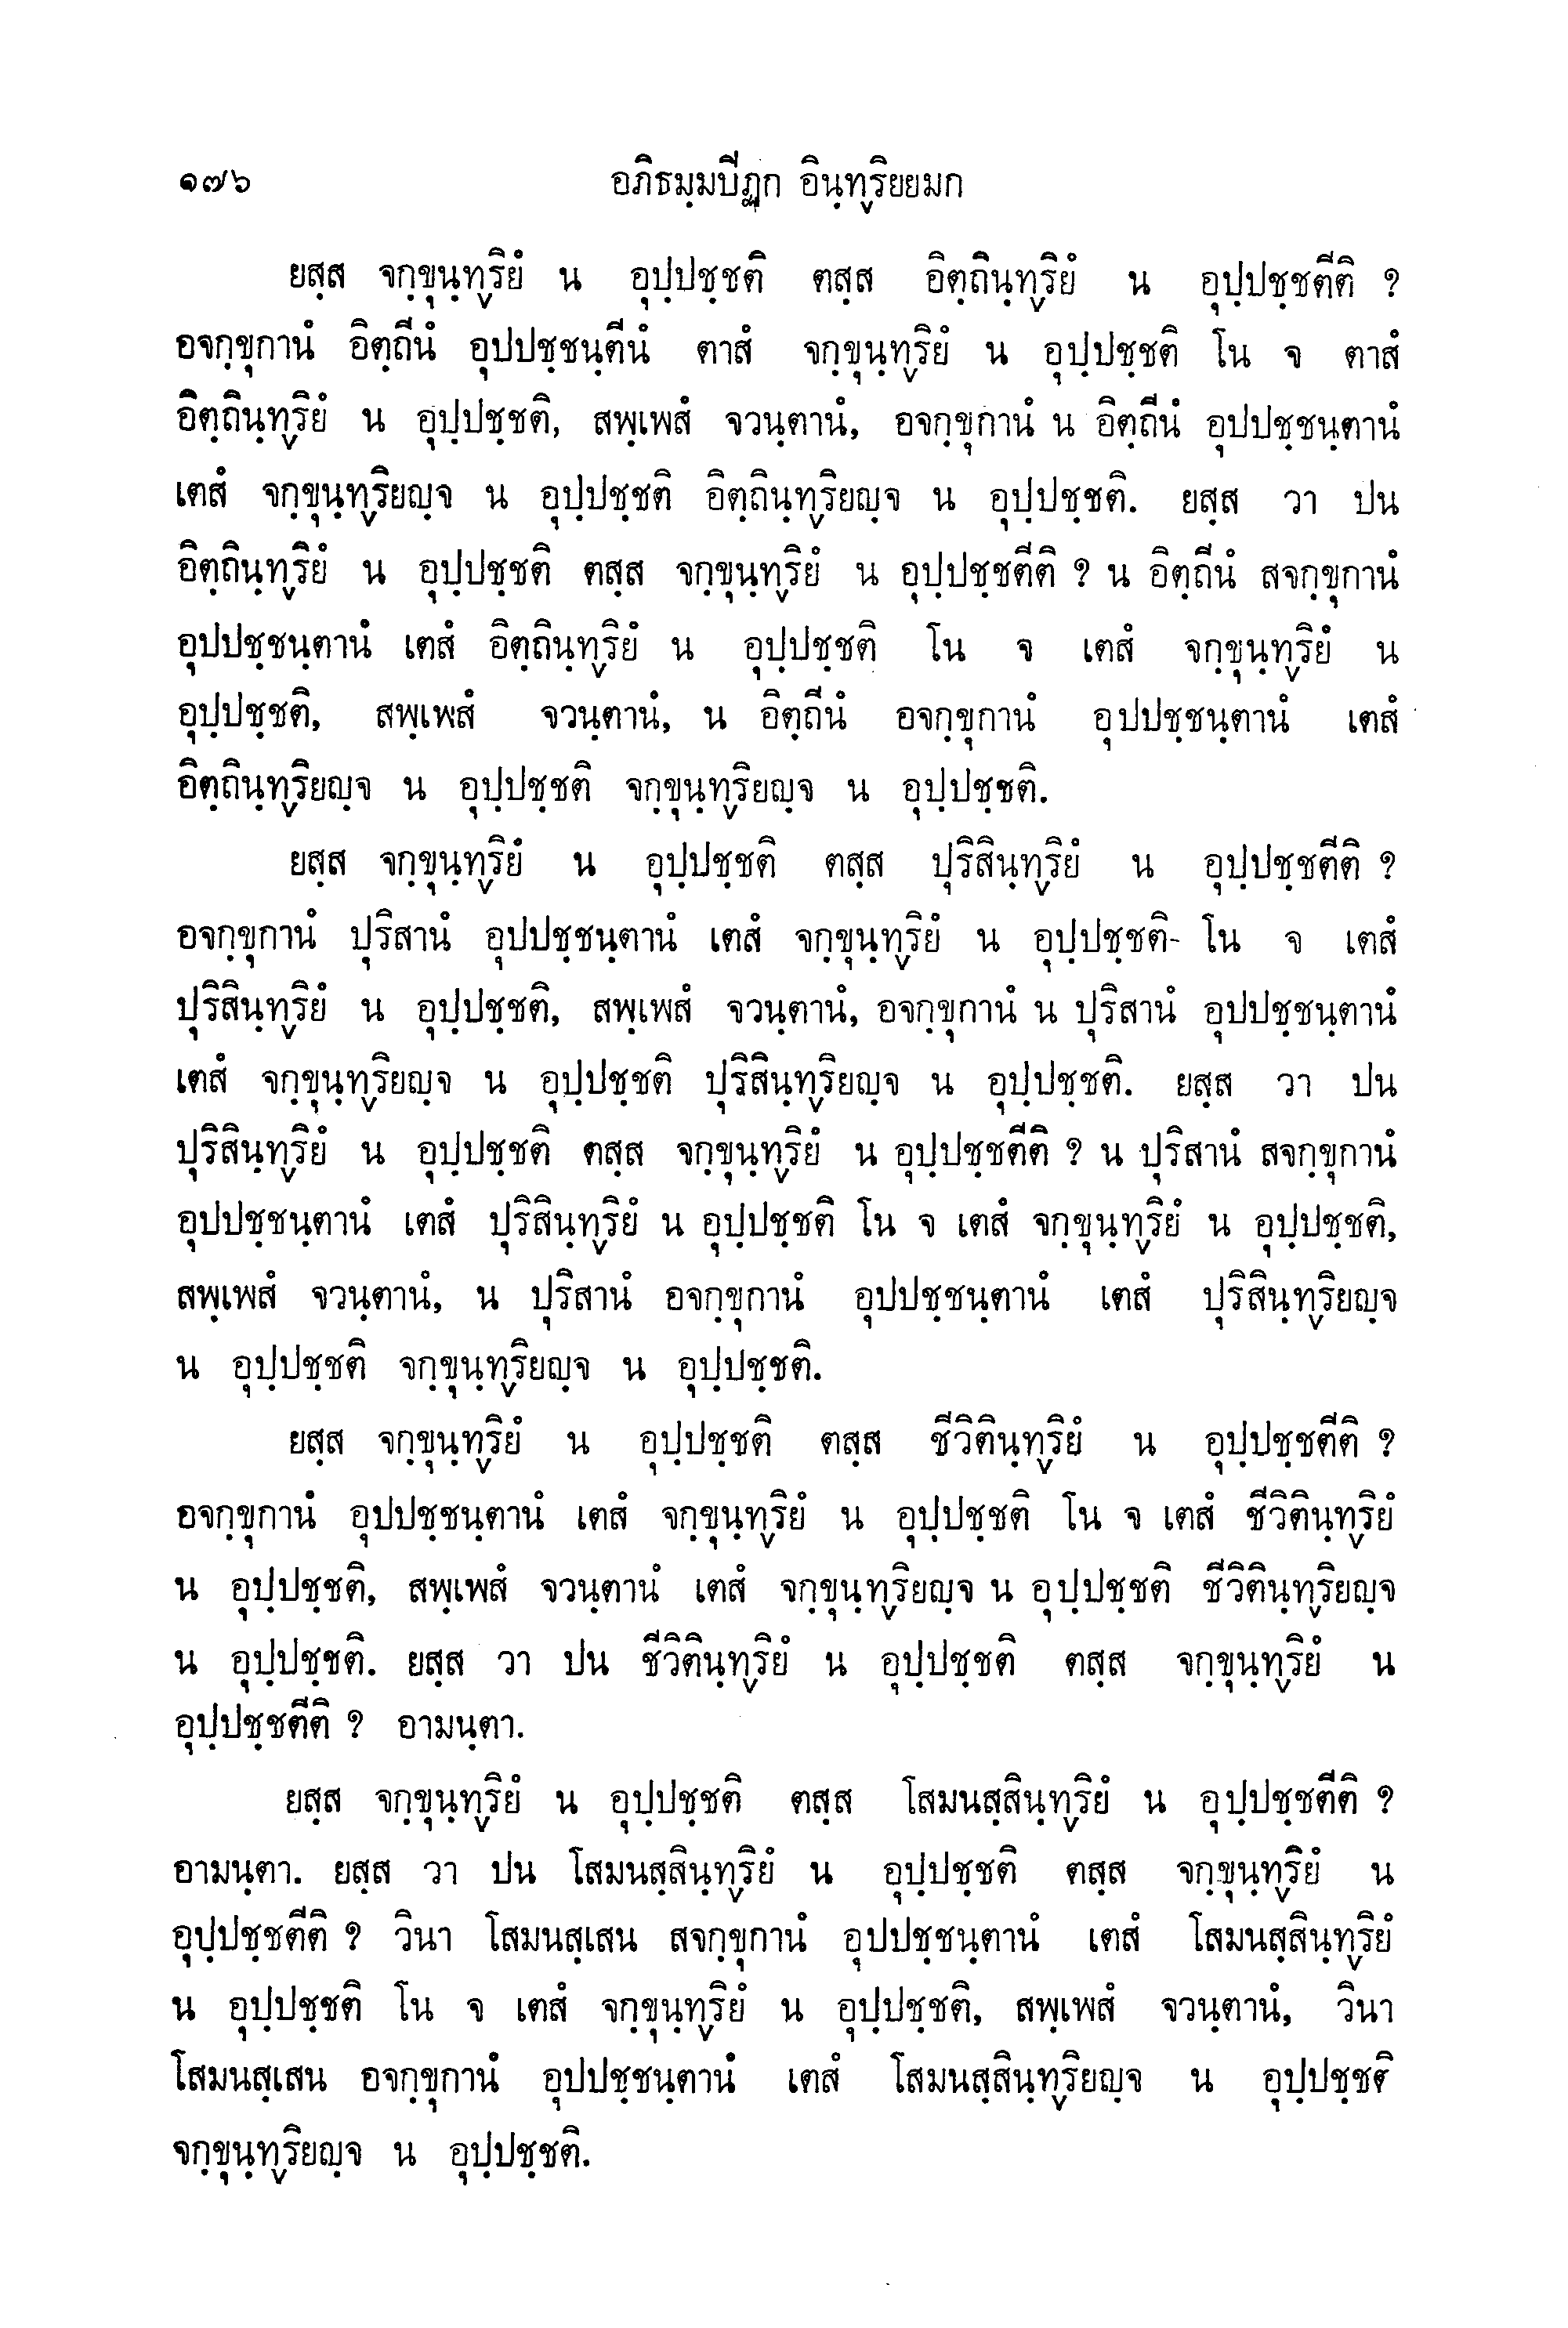 ๑๗๖ อภิธมฺมปีฏก อินฺทฺริยยมก
ยสฺส จกฺขุนฺทฺริยํ น อุปฺปชฺชติ ตสฺส อิตฺถินฺทฺริยํ น อุปฺปชฺชตีติ ?
อจกฺขุกานํ อิตฺถีนํ อุปปชฺชนฺตีนํ ตาสํ จกฺขุนฺทฺริยํ น อุปฺปชฺชติ โน จ ตาสํ
อิตฺถินฺทฺริยํ น อุปฺปชฺชติ, สพฺเพสํ จวนฺตานํ, อจกฺขุกานํ น อิตฺถีนํ อุปปชฺชนฺตานํ
เตสํ จกฺขุนฺทฺริยญฺจ น อุปฺปชฺชติ อิตฺถินฺทฺริยญฺจ น อุปฺปชฺชติ. ยสฺส วา ปน
อิตฺถินฺทฺริยํ น อุปฺปชฺชติ ตสฺส จกฺขุนฺทฺริยํ น อุปฺปชฺชตีติ ? น อิตฺถีนํ สจกฺขุกานํ
อุปปชฺชนฺตานํ เตสํ อิตฺถินฺทฺริยํ น อุปฺปชฺชติ โน จ เตสํ จกฺขุนฺทฺริยํ น
อุปฺปชฺชติ, สพฺเพสํ จวนฺตานํ, น อิตฺถีนํ อจกฺขุกานํ อุปปชฺชนฺตานํ เตสํ
อิตฺถินฺทฺริยญฺจ น อุปฺปชฺชติ จกฺขุนฺทฺริยญฺจ น อุปฺปชฺชติ.
ยสฺส จกฺขุนฺทฺริยํ น อุปฺปชฺชติ ตสฺส ปุริสินฺทฺริยํ น อุปฺปชฺชตีติ ?
อจกฺขุกานํ ปุริสานํ อุปปชฺชนฺตานํ เตสํ จกฺขุนฺทฺริยํ น อุปฺปชฺชติ- โน จ เตสํ
ปุริสินฺทฺริยํ น อุปฺปชฺชติ, สพฺเพสํ จวนฺตานํ, อจกฺขุกานํ น ปุริสานํ อุปปชฺชนฺตานํ
เตสํ จกฺขุนฺทฺริยญฺจ น อุปฺปชฺชติ ปุริสินฺทฺริยญฺจ น อุปฺปชฺชติ. ยสฺส วา ปน
ปุริสินฺทฺริยํ น อุปฺปชฺชติ ตสฺส จกฺขุนฺทฺริยํ น อุปฺปชฺชตีติ ? น ปุริสานํ สจกฺขุกานํ
อุปปชฺชนฺตานํ เตสํ ปุริสินฺทฺริยํ น อุปฺปชฺชติ โน จ เตสํ จกฺขุนฺทฺริยํ น อุปฺปชฺชติ,
สพฺเพสํ จวนฺตานํ, น ปุริสานํ อจกฺขุกานํ อุปปชฺชนฺตานํ เตสํ ปุริสินฺทฺริยญฺจ
น อุปฺปชฺชติ จกฺขุนฺทฺริยญฺจ น อุปฺปชฺชติ.
ยสฺส จกฺขุนฺทฺริยํ น อุปฺปชฺชติ ตสฺส ชีวิตินฺทฺริยํ น อุปฺปชฺชตีติ ?
อจกฺขุกานํ อุปปชฺชนฺตานํ เตสํ จกฺขุนฺทฺริยํ น อุปฺปชฺชติ โน จ เตสํ ชีวิตินฺทฺริยํ
น อุปฺปชฺชติ, สพฺเพสํ จวนฺตานํ เตสํ จกฺขุนฺทฺริยญฺจ น อุปฺปชฺชติ ชีวิตินฺทฺริยญฺจ
น อุปฺปชฺชติ. ยสฺส วา ปน ชีวิตินฺทฺริยํ น อุปฺปชฺชติ ตสฺส จกฺขุนฺทฺริยํ น
อุปฺปชฺชตีติ ? อามนฺตา.
ยสฺส จกฺขุนฺทฺริยํ น อุปฺปชฺชติ ตสฺส โสมนสฺสินฺทฺริยํ น อุปฺปชฺชตีติ ?
อามนฺตา. ยสฺส วา ปน โสมนสฺสินฺทฺริยํ น อุปฺปชฺชติ ตสฺส จกฺขุนฺทฺริยํ น
อุปฺปชฺชตีติ ? วินา โสมนสฺเสน สจกฺขุกานํ อุปปชฺชนฺตานํ เตสํ โสมนสฺสินฺทฺริยํ
น อุปฺปชฺชติ โน จ เตสํ จกฺขุนฺทฺริยํ น อุปฺปชฺชติ, สพฺเพสํ จวนฺตานํ, วินา
โสมนสฺเสน อจกฺขุกานํ อุปปชฺชนฺตานํ เตสํ โสมนสฺสินฺทฺริยญฺจ น อุปฺปชฺชติ
จกฺขุนฺทฺริยญฺจ น อุปฺปชฺชติ.